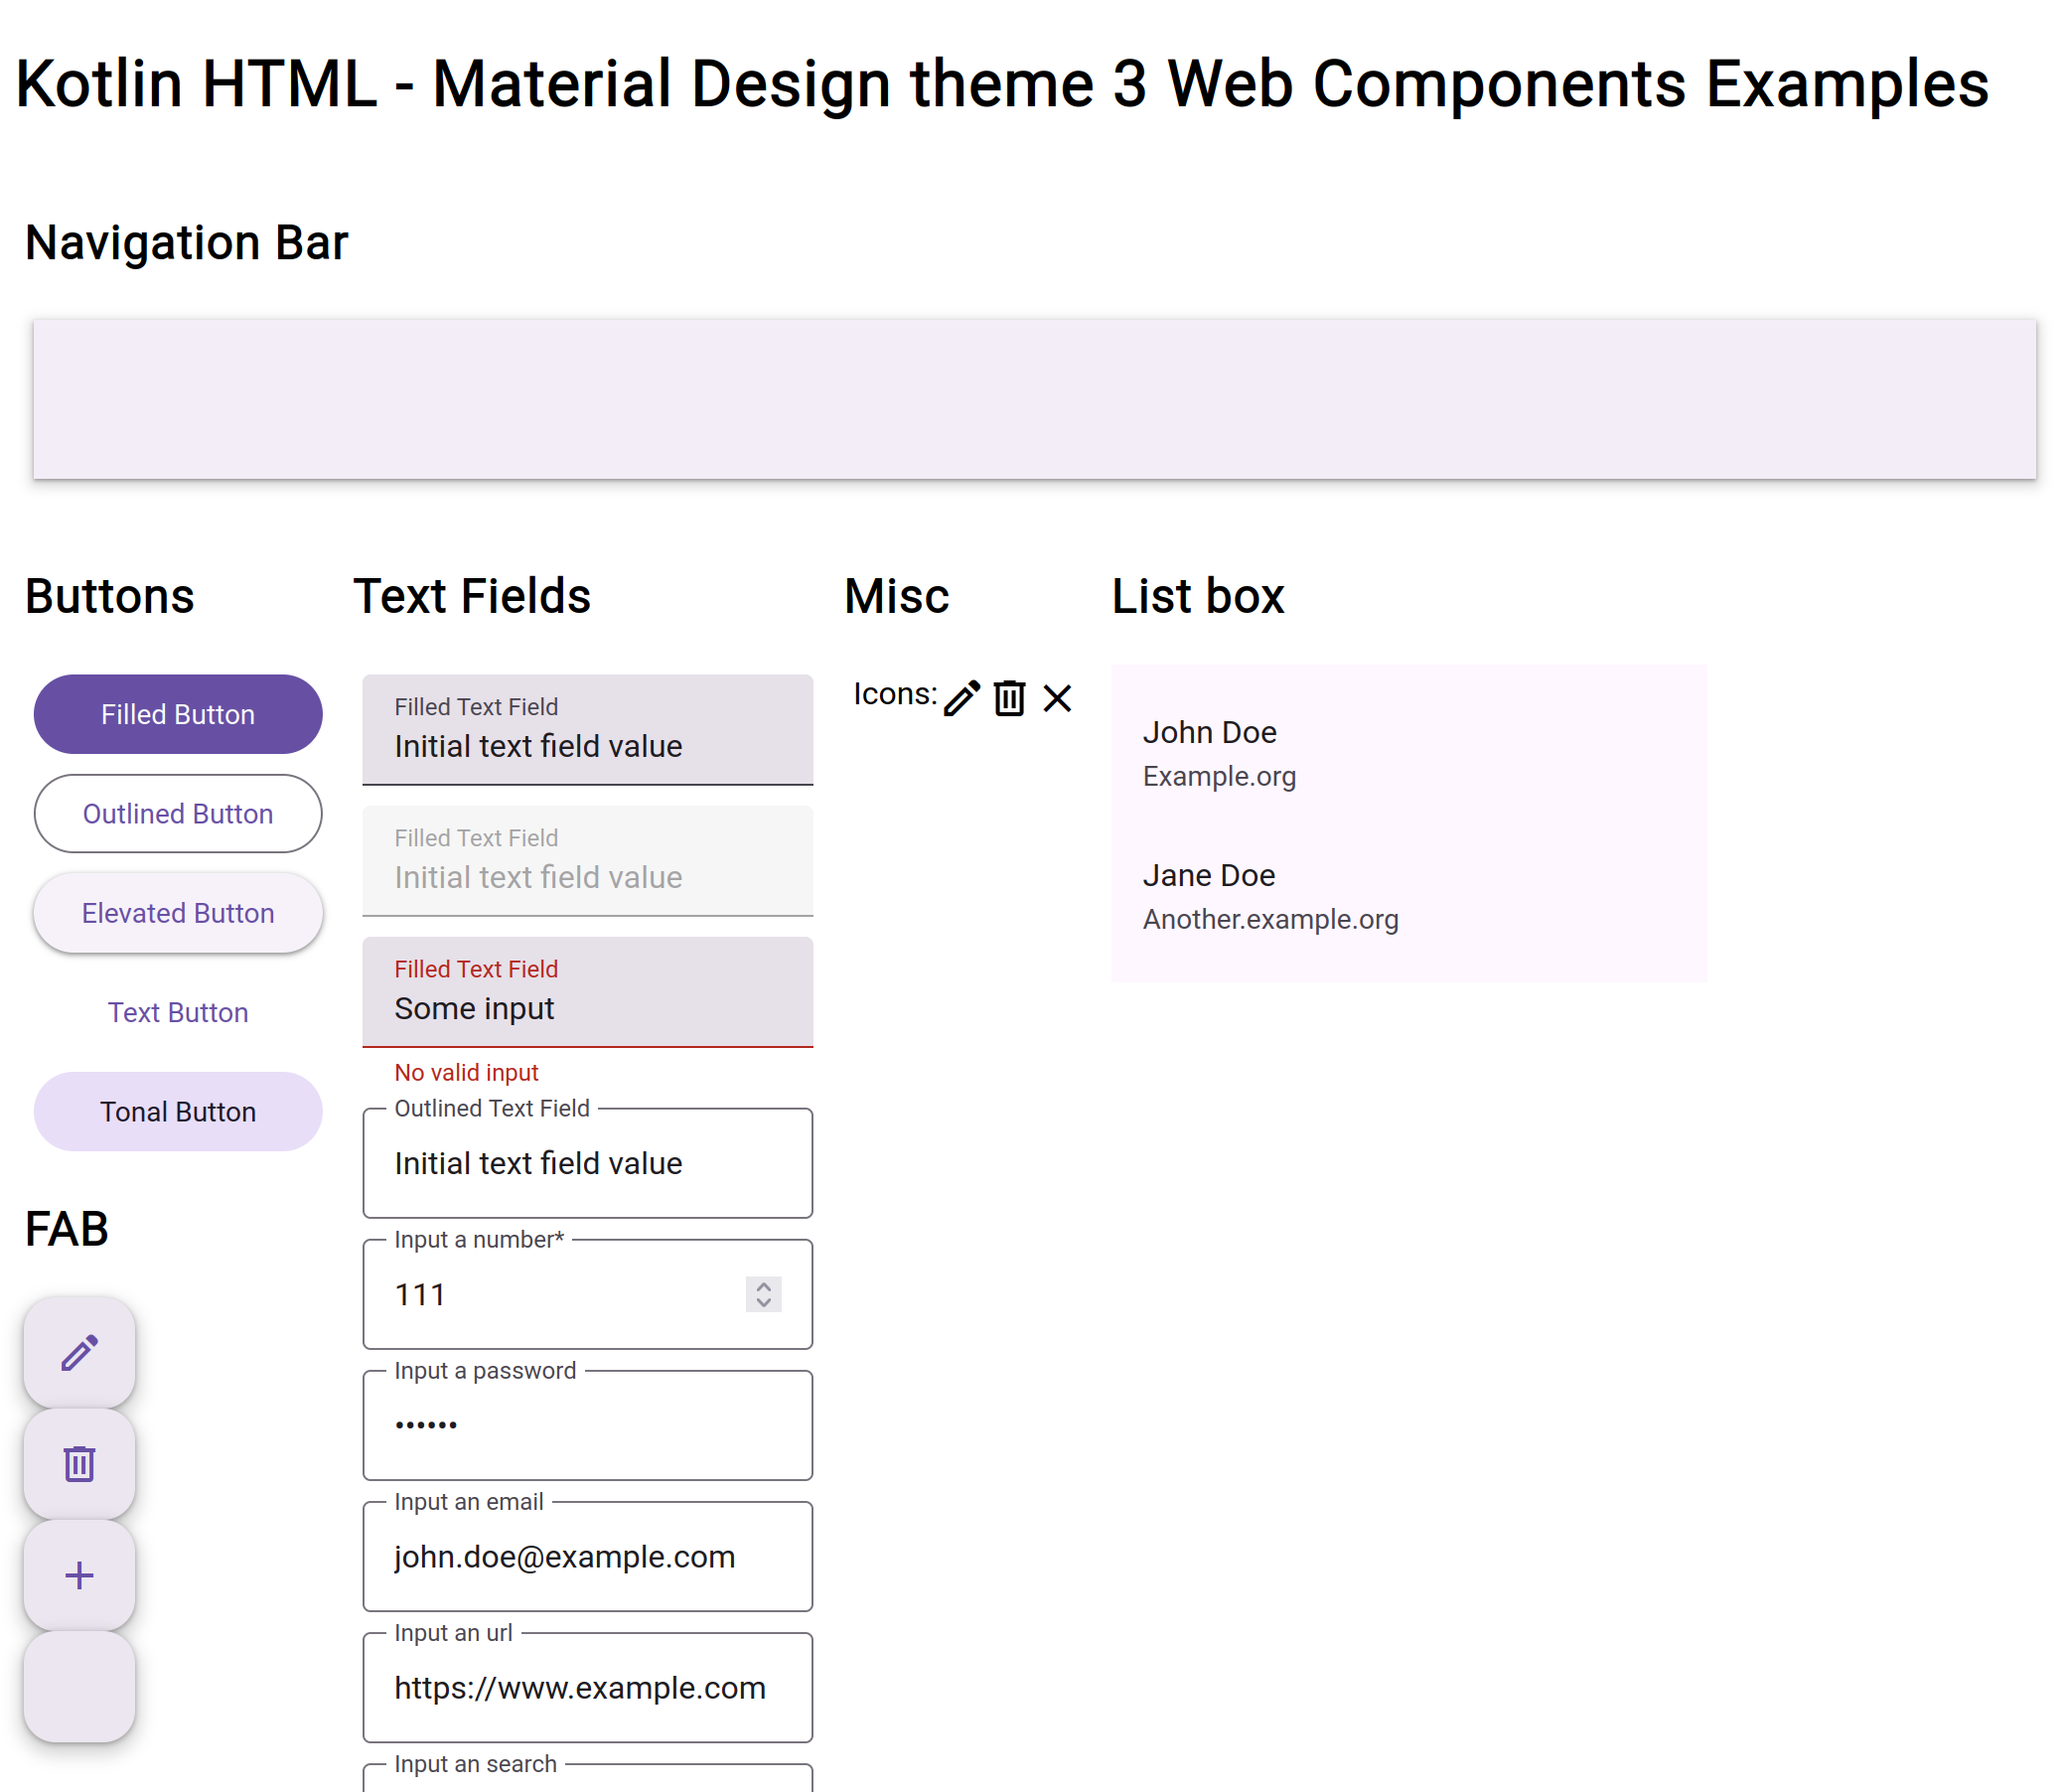 Kotlin HTML - Material Design theme 3 Web Components Examples
Navigation Bar
Buttons
Filled Button
Outlined Button
Elevated Button
Text Button
Tonal Button
FAB
Text Fields
Filled Text Field
Initial text field value
Filled Text Field
Initial text field value
Filled Text Field
Some input
No valid input
Outlined Text Field
Initial text field value
Input a number*
111
Input a password
••••••
Input an email
john.doe@example.com
Input an url
https://www.example.com
Input an search
Misc
Icons:
List box
John Doe
Example.org
Jane Doe
Another.example.org